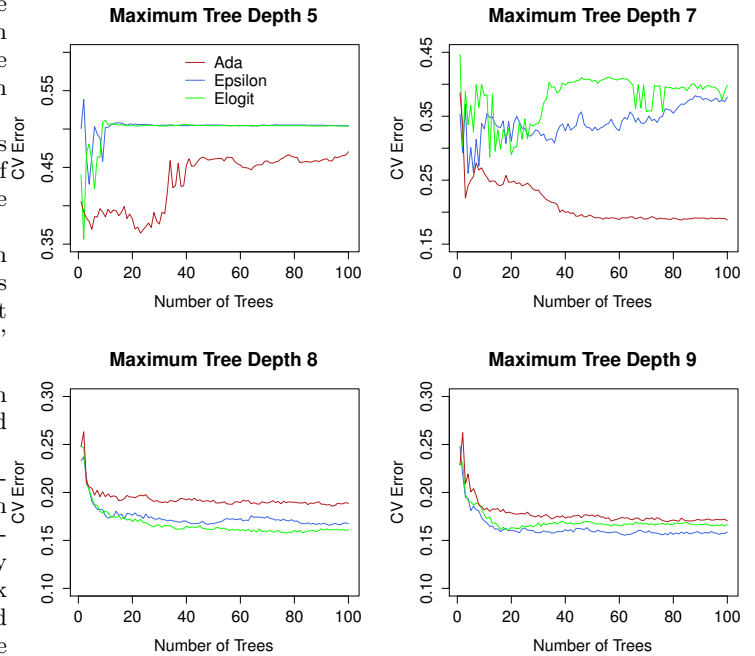 Maximum Tree Depth 5
CV Error
0.35 0.45 0.55
Ada
Epsilon
Elogit
0 20 40 60 80 100
Number of Trees
Maximum Tree Depth 7
CV Error
0.15 0.25 0.35 0.45
0 20 40 60 80 100
Number of Trees
Maximum Tree Depth 8
CV Error
0.10 0.15 0.20 0.25 0.30
0 20 40 60 80 100
Number of Trees
Maximum Tree Depth 9
CV Error
0.10 0.15 0.20 0.25 0.30
0 20 40 60 80 100
Number of Trees